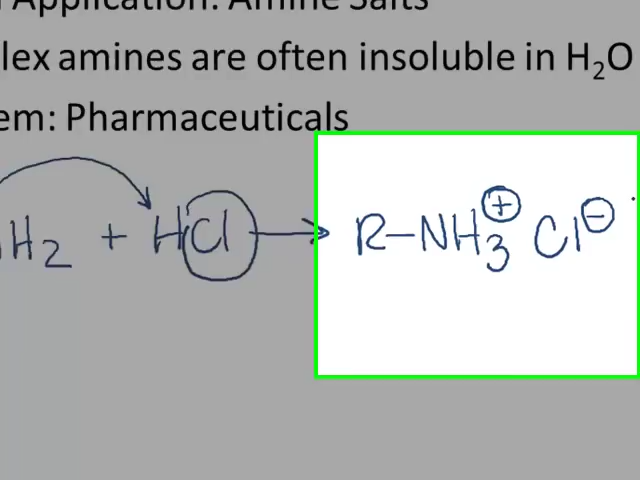 Application: Amine Salts
lex amines are often insoluble in H₂O
em: Pharmaceuticals
H₂ + HCl → R-NH₃⊕ Cl⊖